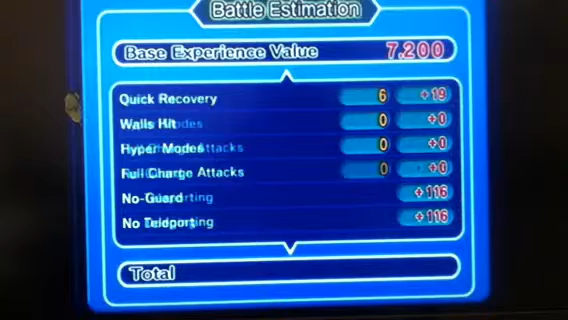 Battle Estimation
Base Experience Value 7,200
Quick Recovery 6 +19
Walls Hit 0 +0
Hyper Modes 0 +0
Full Charge Attacks 0 +0
No-Guard +116
No Teleporting +116
Total